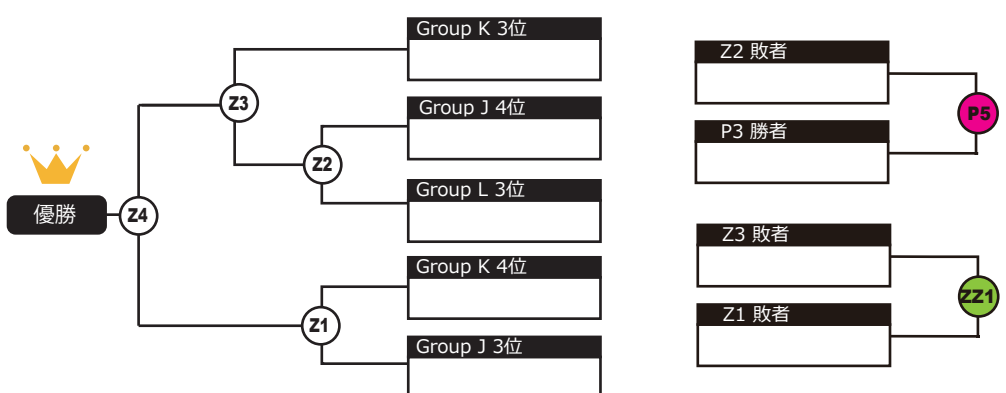 Group K 3位
Z3
Group J 4位
Z2
Group L 3位
優勝
Z4
Group K 4位
Z1
Group J 3位
Z2 敗者
P5
P3 勝者
Z3 敗者
ZZ1
Z1 敗者